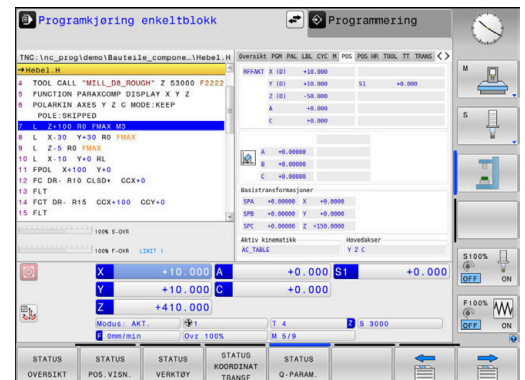 Programkjøring enkeltblokk
Programmering
TNC:\nc_prog\demo\Bauteile_compone…\Hebel.H
→Hebel.H
4 TOOL CALL "MILL_D8_ROUGH" Z S3000 F2222
5 FUNCTION PARAXCOMP DISPLAY X Y Z
6 POLARKIN AXES Y Z C MODE:KEEP
POLE:SKIPPED
7 L Z+100 R0 FMAX M3
8 L X-30 Y+30 R0 FMAX
9 L Z-5 R0 FMAX
10 L X-10 Y+0 RL
11 FPOL X+100 Y+0
12 FC DR- R10 CLSD+ CCX+0
13 FLT
14 FCT DR- R15 CCX+100 CCY+0
15 FLT
100% S-OVR
100% F-OVR LIMIT 1
Oversikt PGM PAL LBL CYC M POS POS HR TOOL TT TRANS
RFFAKT X (D) +10.000
Y (D) +10.000 S1 +0.000
Z (D) -50.000
A +0.000
C +0.000
A +0.00000
B +0.00000
C +0.00000
Basistransformasjoner
SPA +0.00000 X +0.0000
SPB +0.00000 Y +0.0000
SPC +0.00000 Z -150.0000
Aktiv kinematikk Hovedakser
AC_TABLE Y Z C
X +10.000 A +0.000 S1 +0.000
Y +10.000 C +0.000
Z +410.000
Modus: AKT. 1 T 4 Z S 3000
F 0mm/min Ovr 100% M 5/9
M
S
S100%
OFF ON
F100%
OFF ON
STATUS OVERSIKT
STATUS POS.VISN.
STATUS VERKTØY
STATUS KOORDINAT TRANSF
STATUS Q-PARAM.